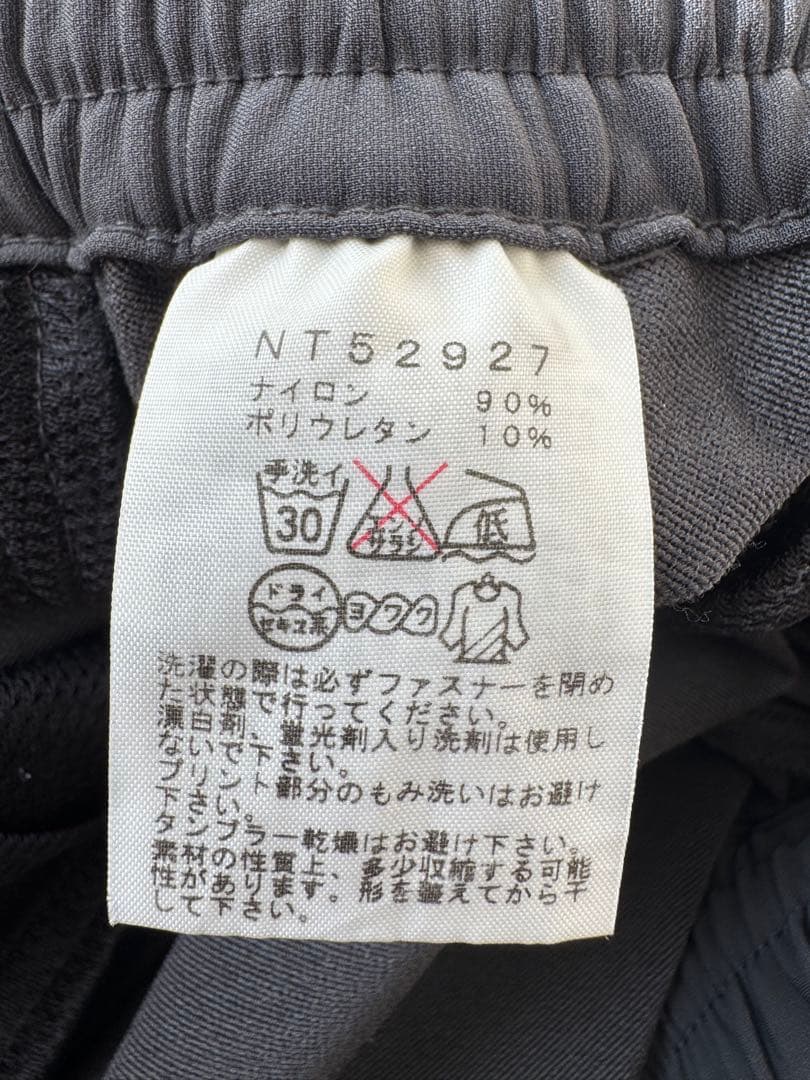 NT52927
ナイロン 90%
ポリウレタン 10%
手洗イ
30
エンソ
サラシ
低
ドライ
セキユ系
ヨワク
洗濯の際は必ずファスナーを閉め
た状態で行ってください。
漂白剤、蛍光剤入り洗剤は使用し
ないで下さい。
プリント部分のもみ洗いはお避け
下さい。
タンブラー乾燥はお避け下さい。
素材の性質上、多少収縮する可能
性があります。形を整えてから干
して下さい。